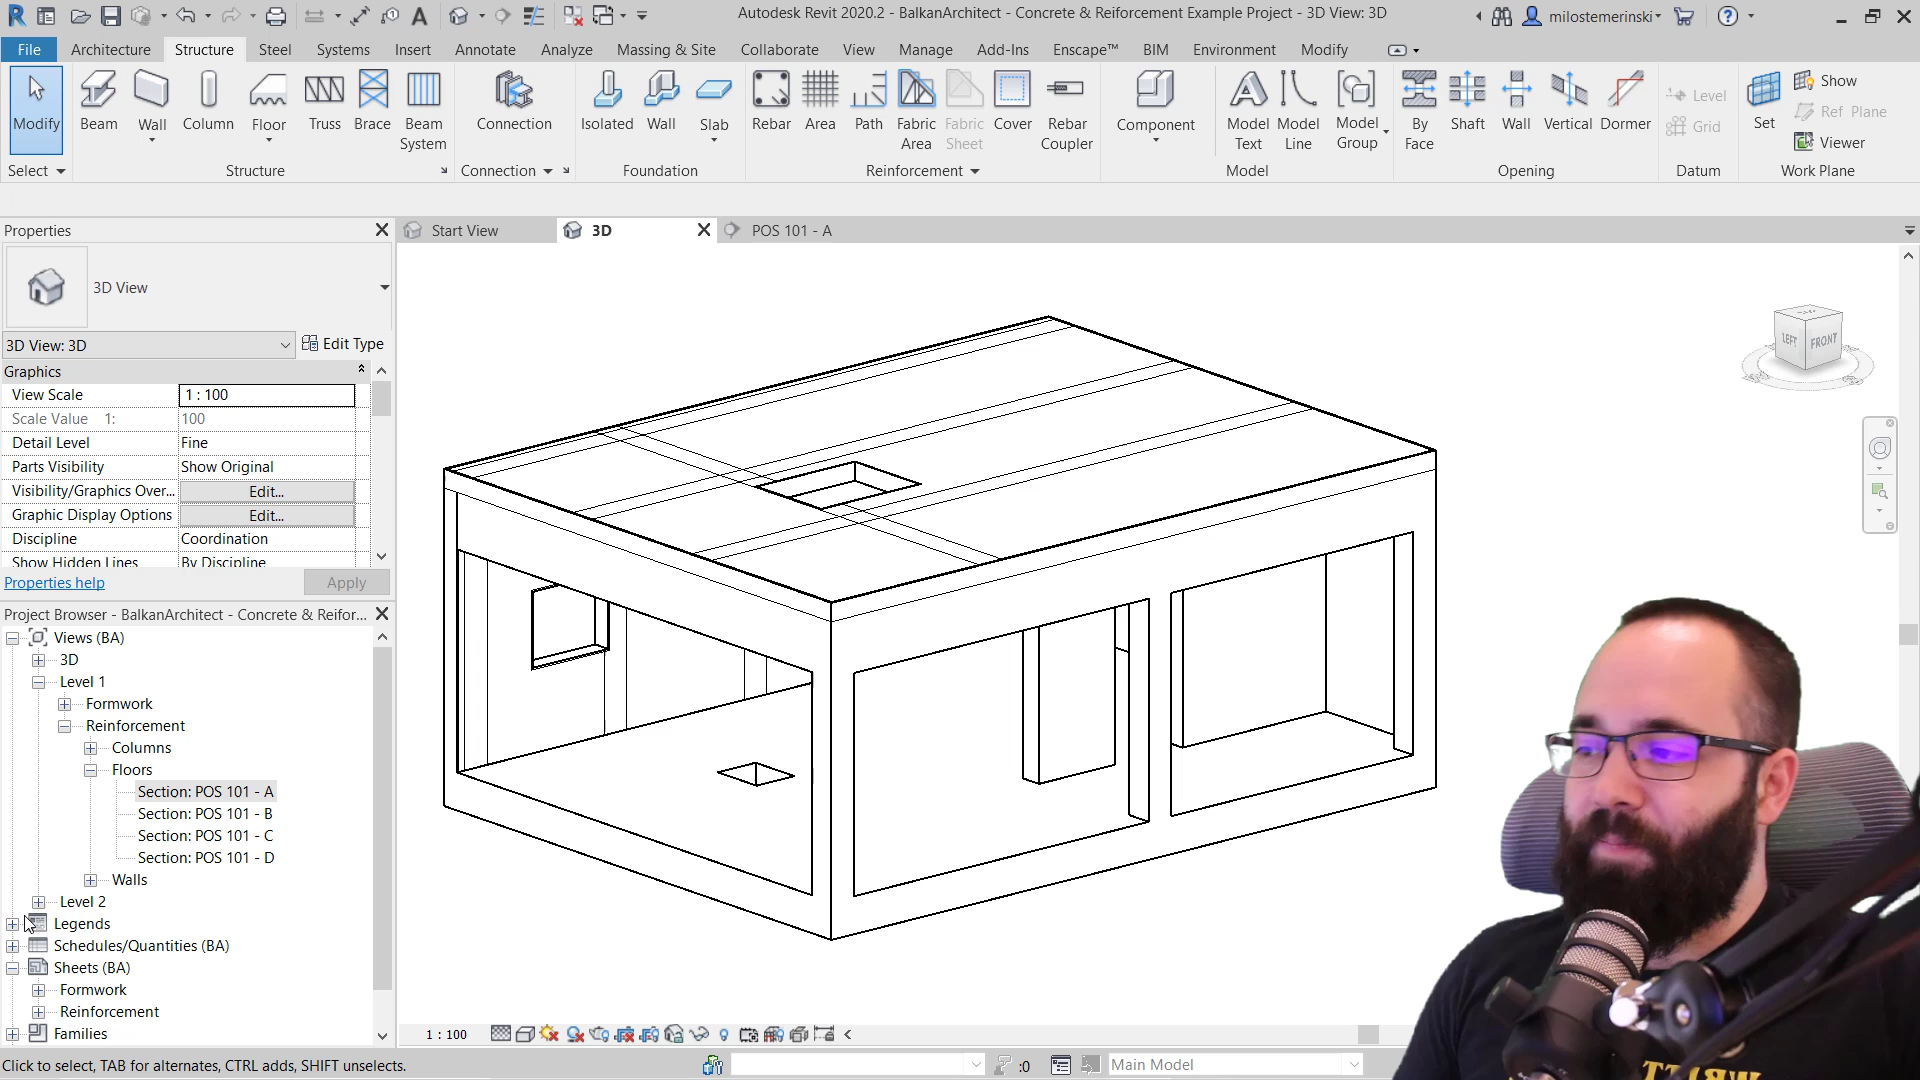 Autodesk Revit 2020.2 - BalkanArchitect - Concrete & Reiforcement Example Project - 3D View: 3D
milostemerinski
File Architecture Structure Steel Systems Insert Annotate Analyze Massing & Site Collaborate View Manage Add-Ins Enscape™ BIM Environment Modify
Modify Beam Wall Column Floor Truss Brace Beam System Connection Isolated Wall Slab Rebar Area Path Fabric Area Fabric Sheet Cover Rebar Coupler Component Model Text Model Line Model Group By Face Shaft Wall Vertical Dormer Level Grid Set Show Ref Plane Viewer
Select Structure Connection Foundation Reinforcement Model Opening Datum Work Plane
Properties
Start View 3D POS 101 - A
3D View
3D View: 3D Edit Type
Graphics
View Scale 1 : 100
Scale Value 1: 100
Detail Level Fine
Parts Visibility Show Original
Visibility/Graphics Over... Edit...
Graphic Display Options Edit...
Discipline Coordination
Show Hidden Lines By Discipline
Properties help Apply
LEFT FRONT
Project Browser - BalkanArchitect - Concrete & Reifor...
Views (BA)
3D
Level 1
Formwork
Reinforcement
Columns
Floors
Section: POS 101 - A
Section: POS 101 - B
Section: POS 101 - C
Section: POS 101 - D
Walls
Level 2
Legends
Schedules/Quantities (BA)
Sheets (BA)
Formwork
Reinforcement
Families
1 : 100
Click to select, TAB for alternates, CTRL adds, SHIFT unselects.
:0 Main Model